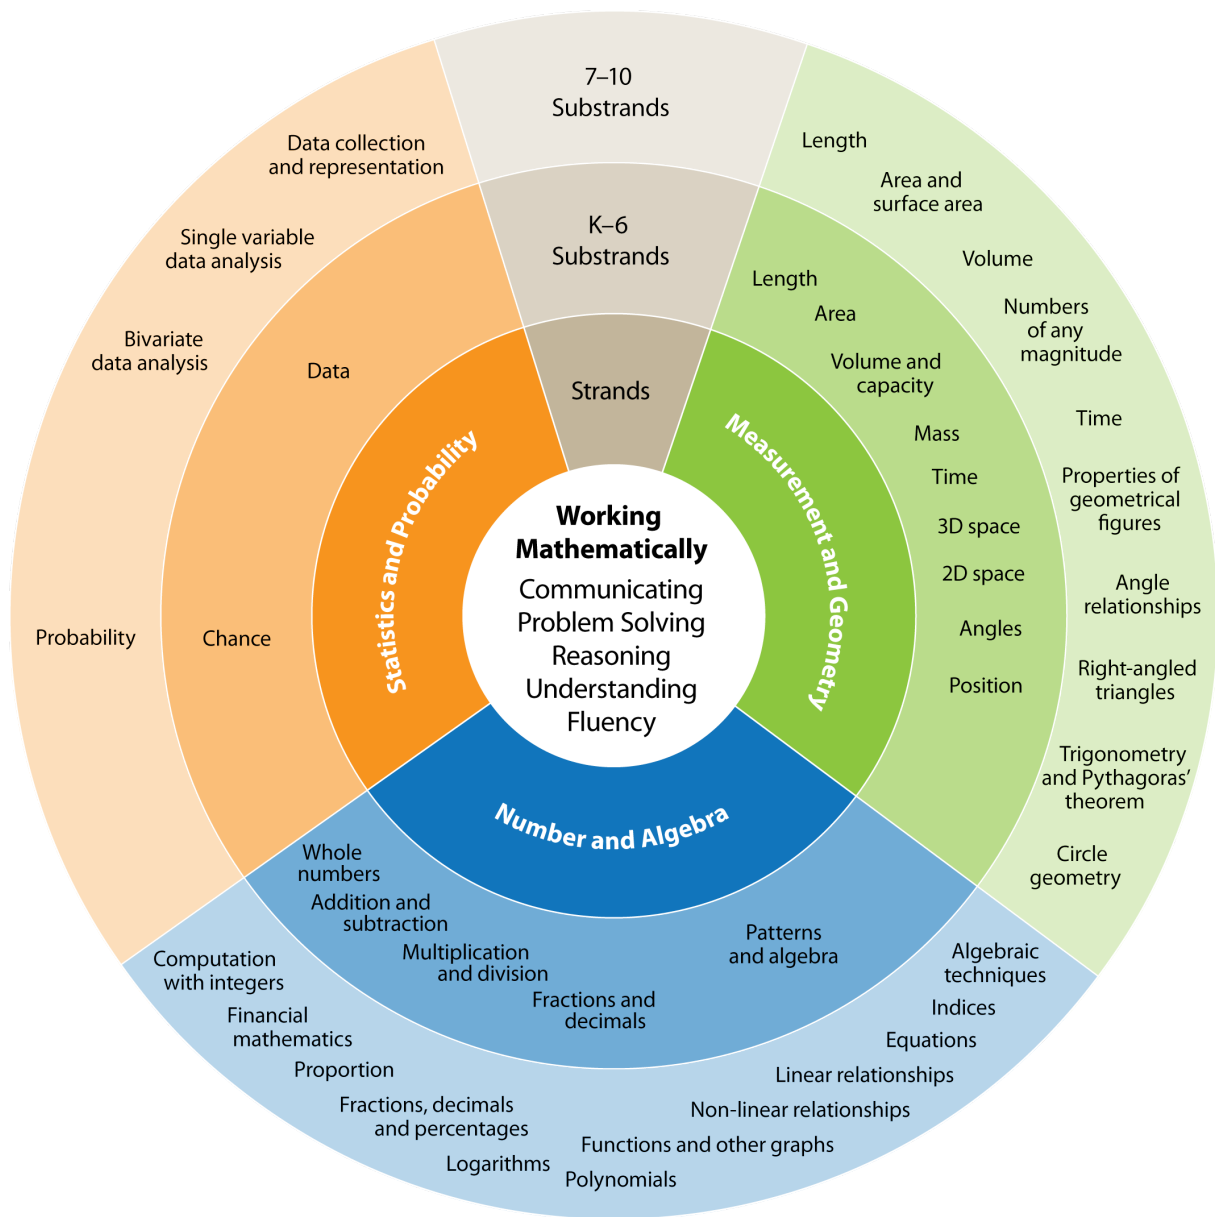 7–10
Substrands
K–6
Substrands
Strands
Working
Mathematically
Communicating
Problem Solving
Reasoning
Understanding
Fluency
Measurement and Geometry
Length
Area
Volume and
capacity
Mass
Time
3D space
2D space
Angles
Position
Length
Area and
surface area
Volume
Numbers
of any
magnitude
Time
Properties of
geometrical
figures
Angle
relationships
Right-angled
triangles
Trigonometry
and Pythagoras’
theorem
Circle
geometry
Number and Algebra
Whole
numbers
Addition and
subtraction
Multiplication
and division
Fractions and
decimals
Patterns
and algebra
Computation
with integers
Financial
mathematics
Proportion
Fractions, decimals
and percentages
Logarithms
Polynomials
Functions and other graphs
Non-linear relationships
Linear relationships
Equations
Indices
Algebraic
techniques
Statistics and Probability
Data
Chance
Data collection
and representation
Single variable
data analysis
Bivariate
data analysis
Probability